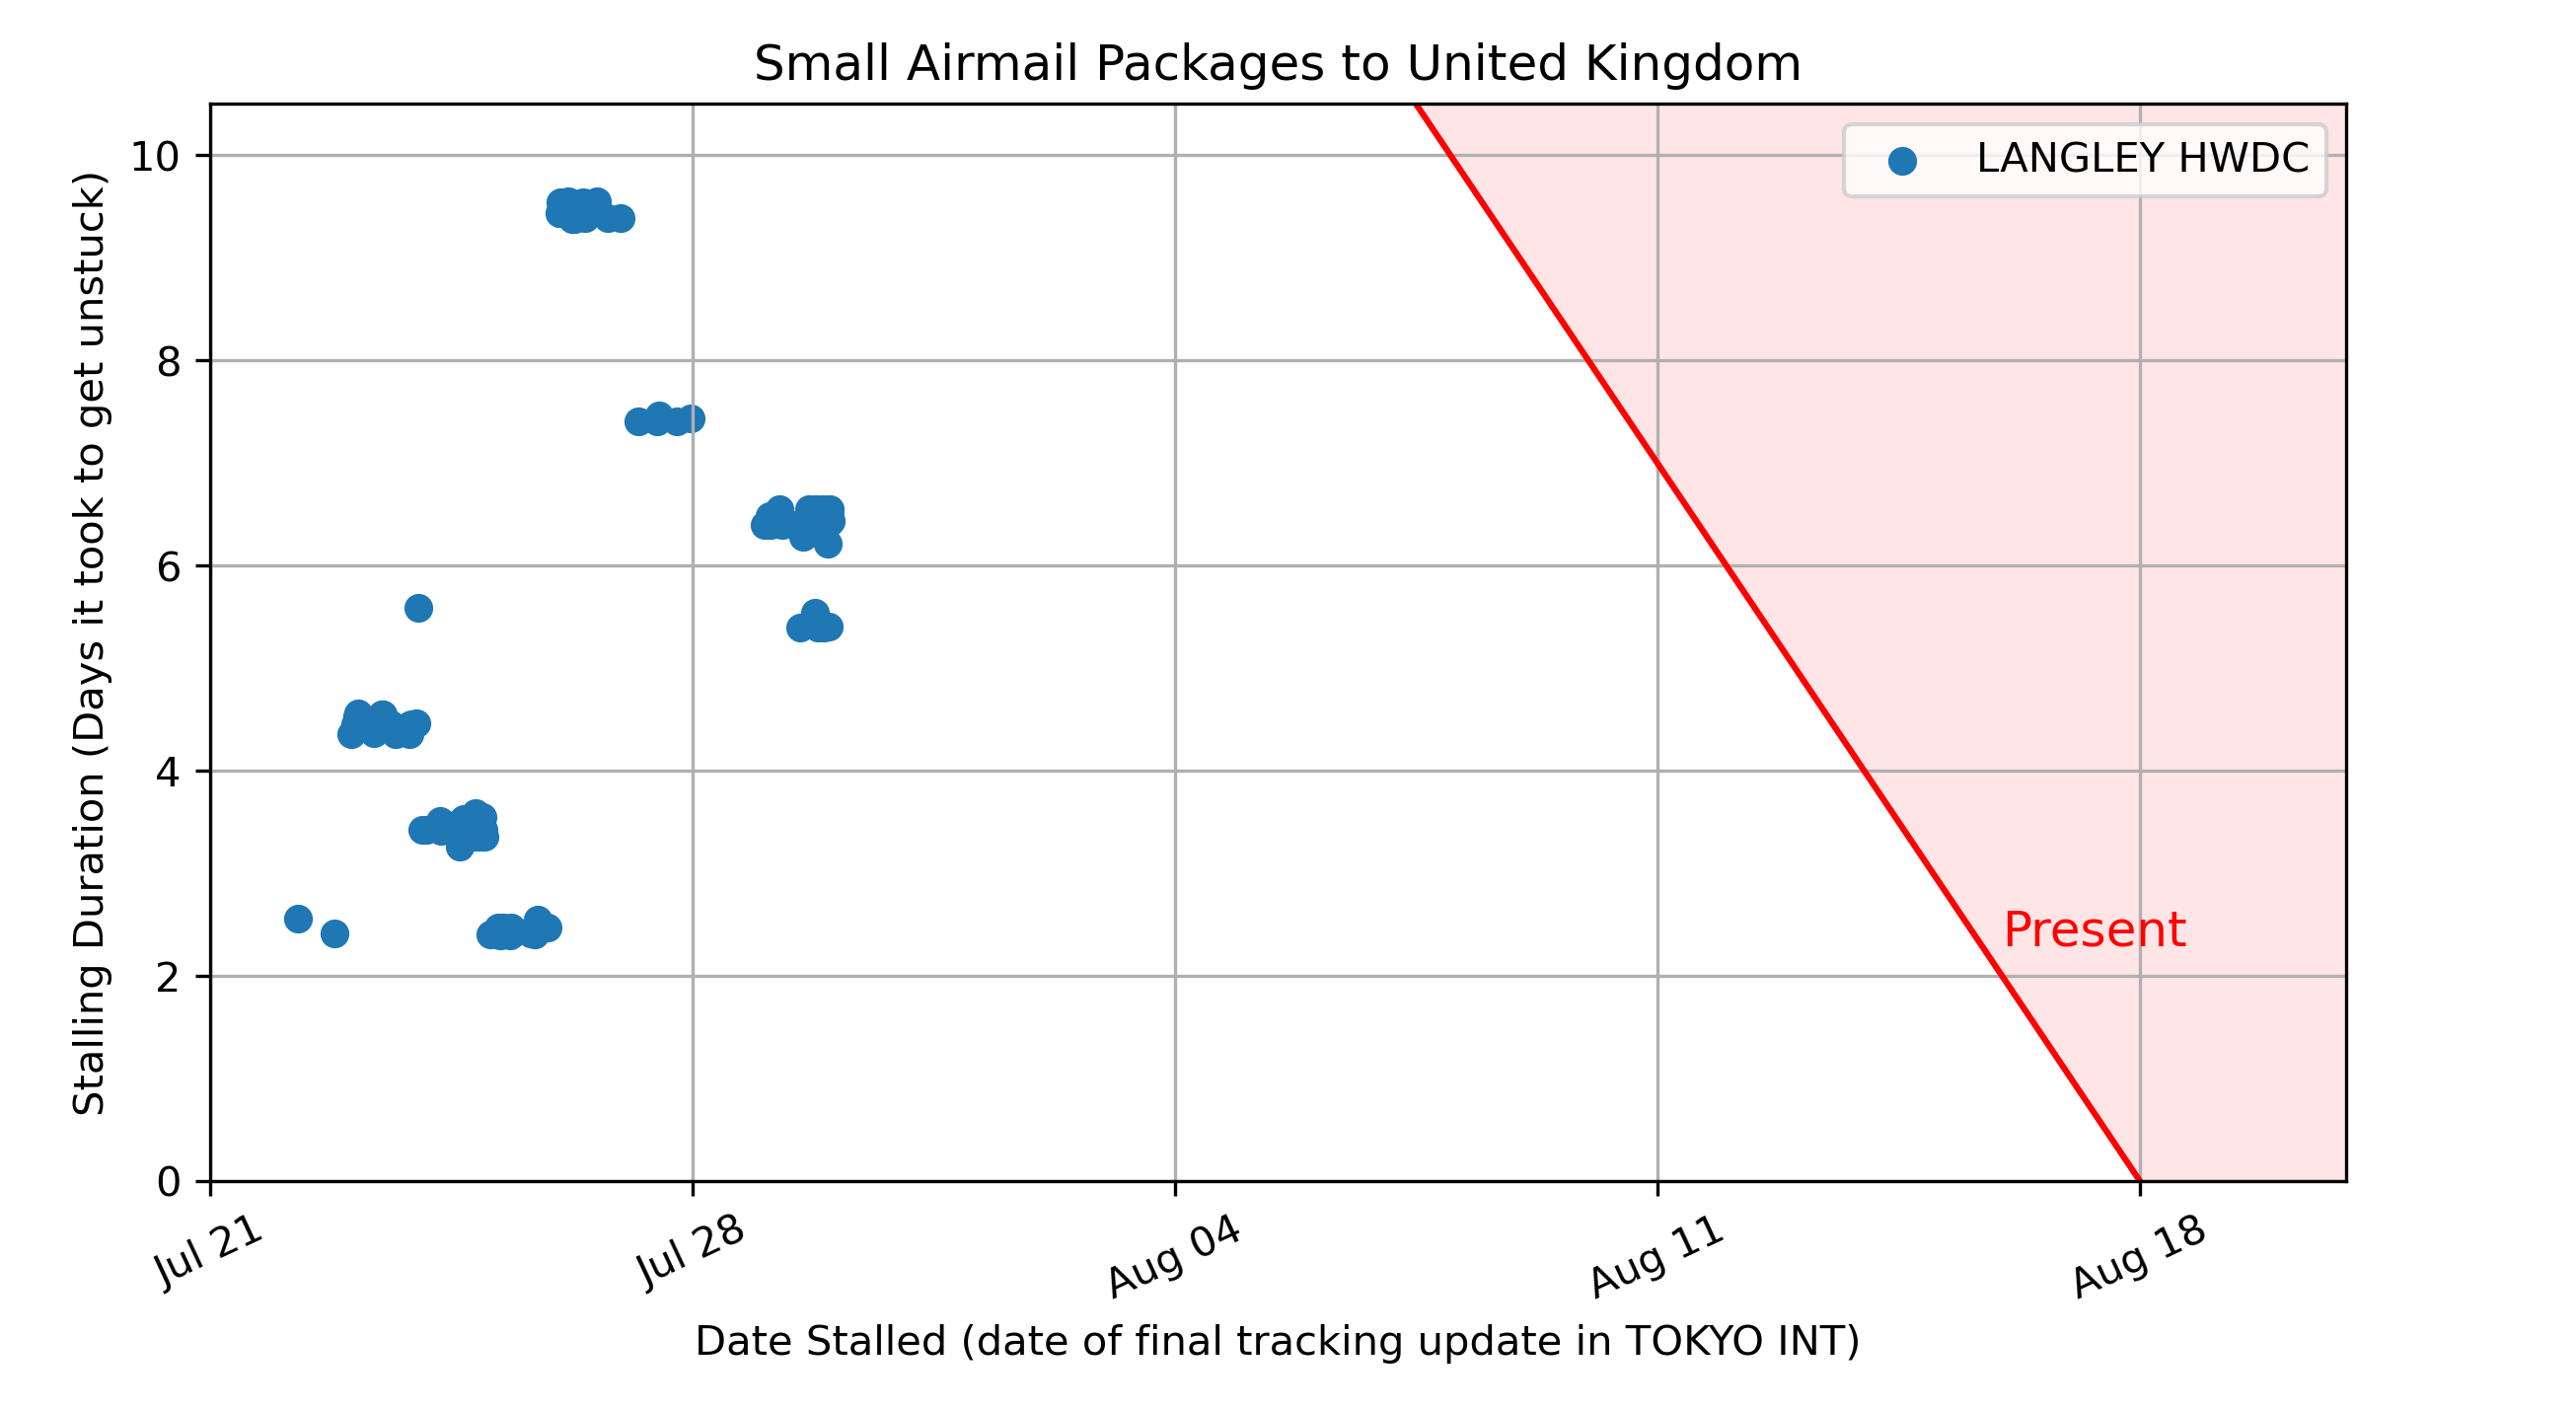 Small Airmail Packages to United Kingdom
LANGLEY HWDC
Stalling Duration (Days it took to get unstuck)
10
8
6
4
2
0
Present
Jul 21
Jul 28
Aug 04
Aug 11
Aug 18
Date Stalled (date of final tracking update in TOKYO INT)